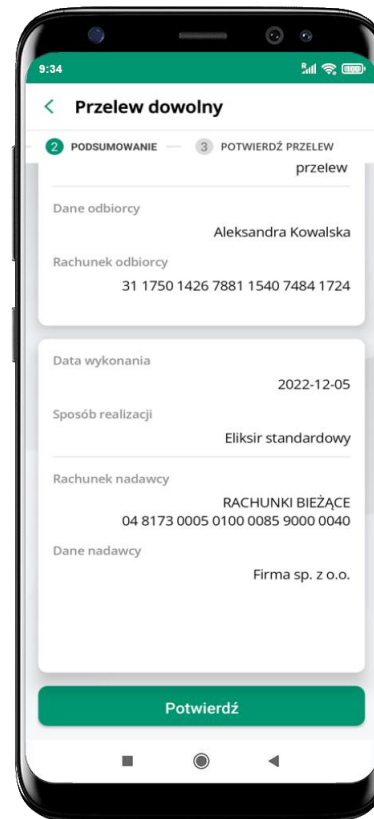 9:34
100
Przelew dowolny
2 PODSUMOWANIE 3 POTWIERDŹ PRZELEW
przelew
Dane odbiorcy
Aleksandra Kowalska
Rachunek odbiorcy
31 1750 1426 7881 1540 7484 1724
Data wykonania
2022-12-05
Sposób realizacji
Eliksir standardowy
Rachunek nadawcy
RACHUNKI BIEŻĄCE
04 8173 0005 0100 0085 9000 0040
Dane nadawcy
Firma sp. z o.o.
Potwierdź